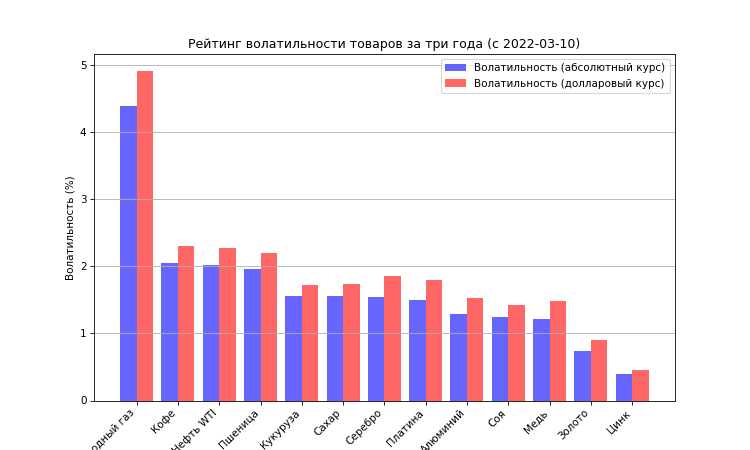 Рейтинг волатильности товаров за три года (с 2022-03-10)
Волатильность (абсолютный курс)
Волатильность (долларовый курс)
Волатильность (%)
5
4
3
2
1
0
одный газ
Кофе
Нефть WTI
Пшеница
Кукуруза
Сахар
Серебро
Платина
Алюминий
Соя
Медь
Золото
Цинк